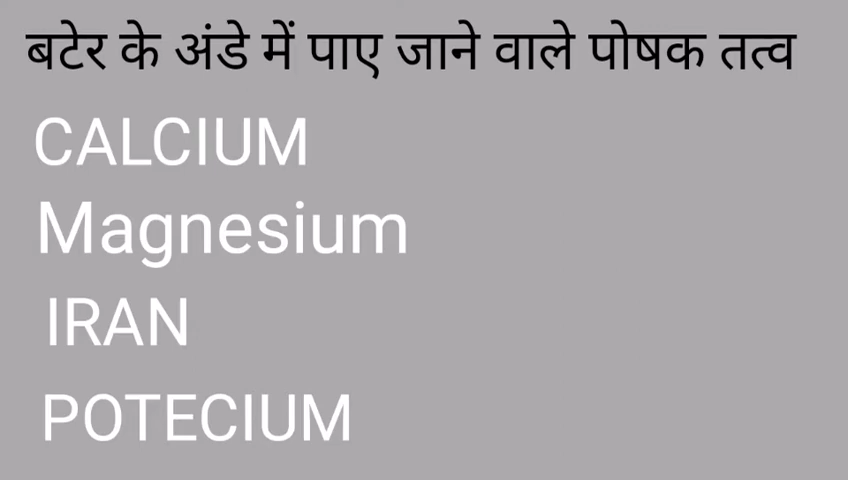 बटेर के अंडे में पाए जाने वाले पोषक तत्व
CALCIUM
Magnesium
IRAN
POTECIUM